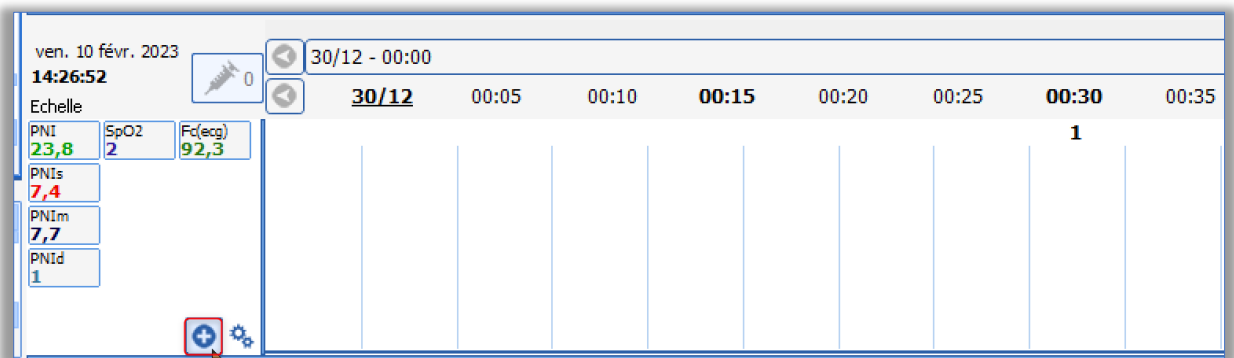 ven. 10 févr. 2023
14:26:52
0
Echelle
30/12 - 00:00
30/12 00:05 00:10 00:15 00:20 00:25 00:30 00:35
1
PNI SpO2 Fc(ecg)
23,8 2 92,3
PNIs
7,4
PNIm
7,7
PNId
1